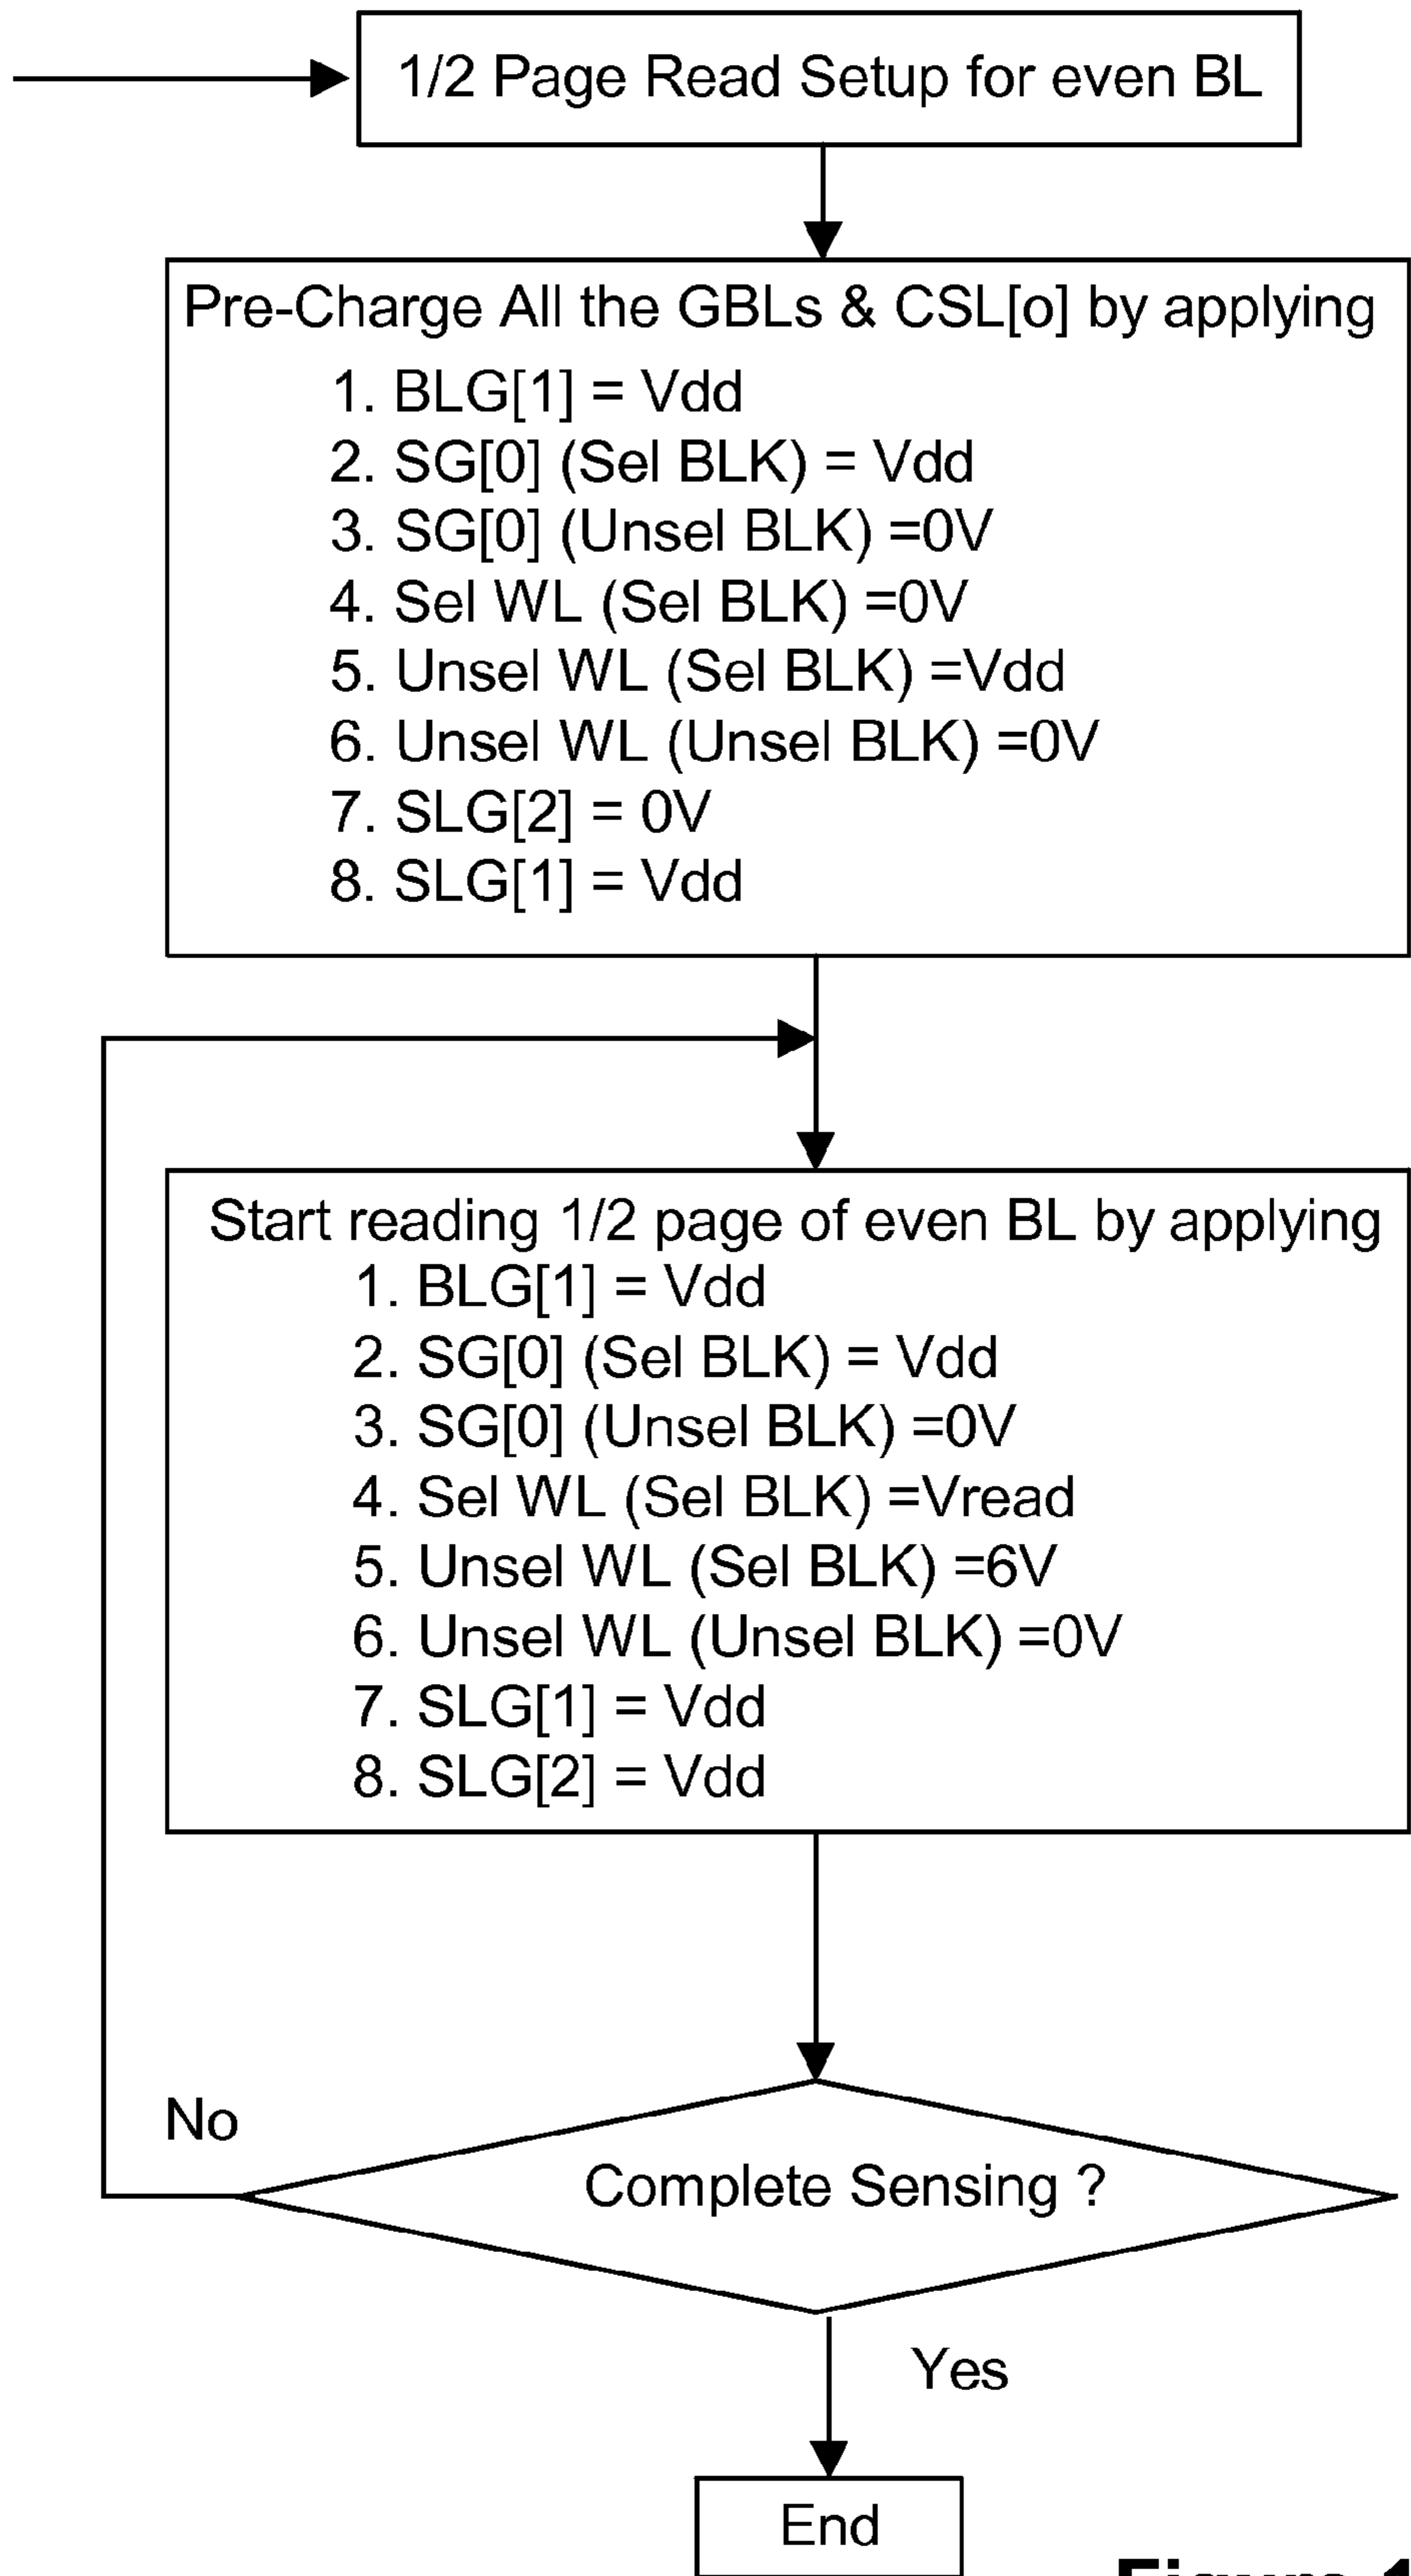 1/2 Page Read Setup for even BL
Pre-Charge All the GBLs & CSL[o] by applying
1. BLG[1] = Vdd
2. SG[0] (Sel BLK) = Vdd
3. SG[0] (Unsel BLK) =0V
4. Sel WL (Sel BLK) =0V
5. Unsel WL (Sel BLK) =Vdd
6. Unsel WL (Unsel BLK) =0V
7. SLG[2] = 0V
8. SLG[1] = Vdd
Start reading 1/2 page of even BL by applying
1. BLG[1] = Vdd
2. SG[0] (Sel BLK) = Vdd
3. SG[0] (Unsel BLK) =0V
4. Sel WL (Sel BLK) =Vread
5. Unsel WL (Sel BLK) =6V
6. Unsel WL (Unsel BLK) =0V
7. SLG[1] = Vdd
8. SLG[2] = Vdd
No
Complete Sensing ?
Yes
End